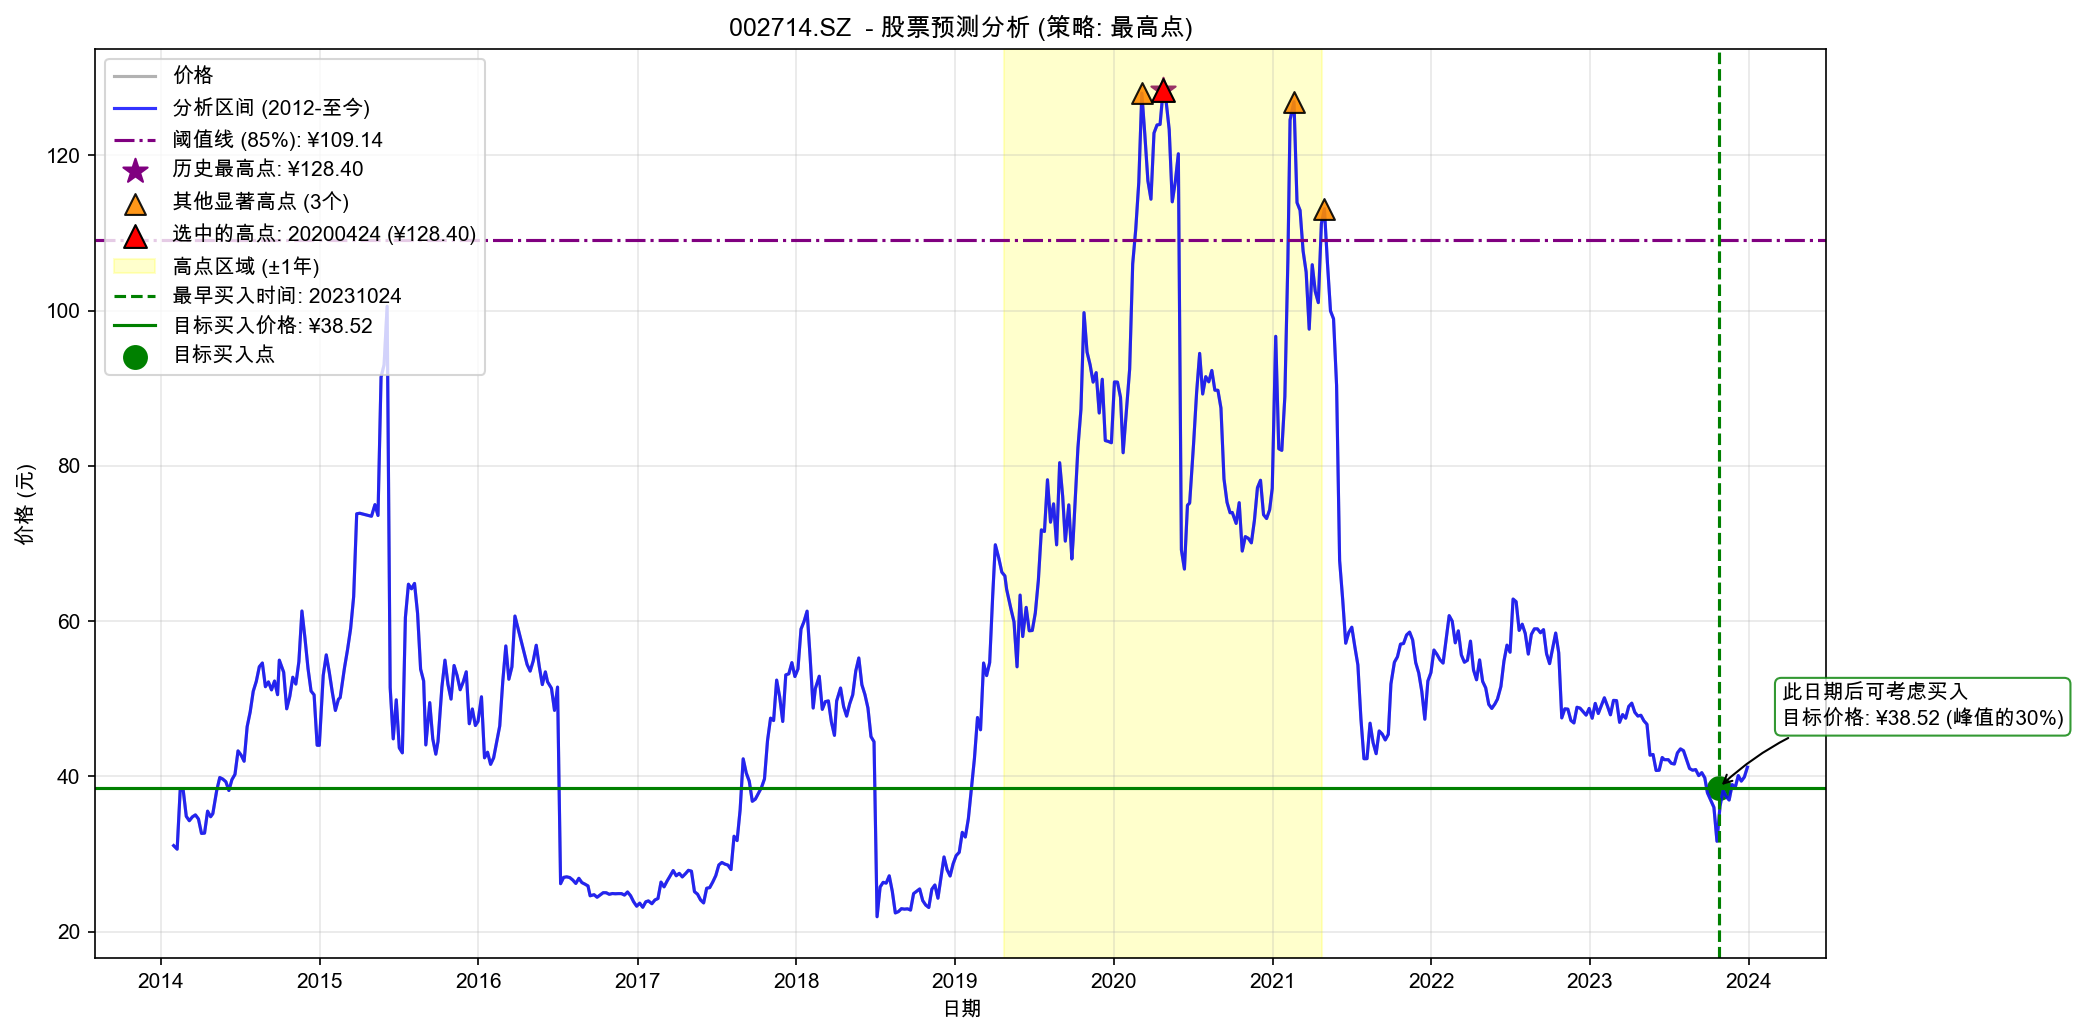 002714.SZ  - 股票预测分析 (策略: 最高点)
价格
分析区间 (2012-至今)
阈值线 (85%): ¥109.14
历史最高点: ¥128.40
其他显著高点 (3个)
选中的高点: 20200424 (¥128.40)
高点区域 (±1年)
最早买入时间: 20231024
目标买入价格: ¥38.52
目标买入点
120
100
80
60
40
20
价格 (元)
此日期后可考虑买入
目标价格: ¥38.52 (峰值的30%)
2014 2015 2016 2017 2018 2019 2020 2021 2022 2023 2024
日期